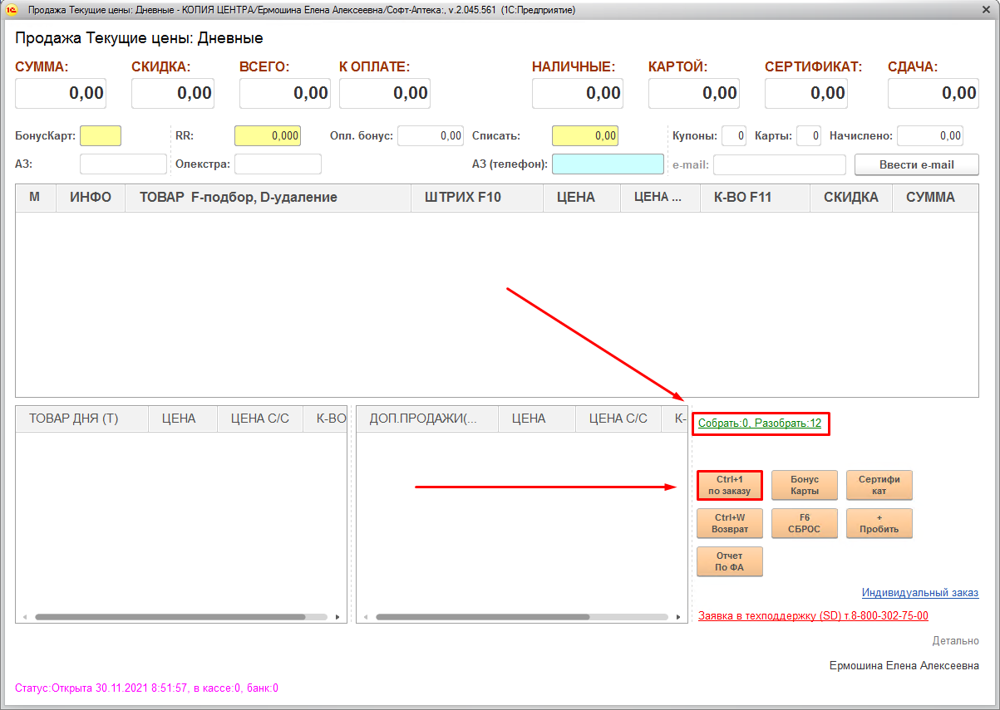 Продажа Текущие цены: Дневные - КОПИЯ ЦЕНТРА/Ермошина Елена Алексеевна/Софт-Аптека:, v.2.045.561 (1С:Предприятие)
Продажа Текущие цены: Дневные
СУММА: СКИДКА: ВСЕГО: К ОПЛАТЕ: НАЛИЧНЫЕ: КАРТОЙ: СЕРТИФИКАТ: СДАЧА:
0,00 0,00 0,00 0,00 0,00 0,00 0,00 0,00
БонусКарт: RR: 0,000 Опл. бонус: 0,00 Списать: 0,00 Купоны: 0 Карты: 0 Начислено: 0,00
АЗ: Олекстра: АЗ (телефон): e-mail: Ввести e-mail
М ИНФО ТОВАР F-подбор, D-удаление ШТРИХ F10 ЦЕНА ЦЕНА ... К-ВО F11 СКИДКА СУММА
ТОВАР ДНЯ (Т) ЦЕНА ЦЕНА С/С К-ВО ДОП.ПРОДАЖИ(... ЦЕНА ЦЕНА С/С К-
Собрать:0, Разобрать:12
Ctrl+1
по заказу
Бонус
Карты
Сертифи
кат
Ctrl+W
Возврат
F6
СБРОС
+
Пробить
Отчет
По ФА
Индивидуальный заказ
Заявка в техподдержку (SD) т.8-800-302-75-00
Детально
Ермошина Елена Алексеевна
Статус:Открыта 30.11.2021 8:51:57, в кассе:0, банк:0